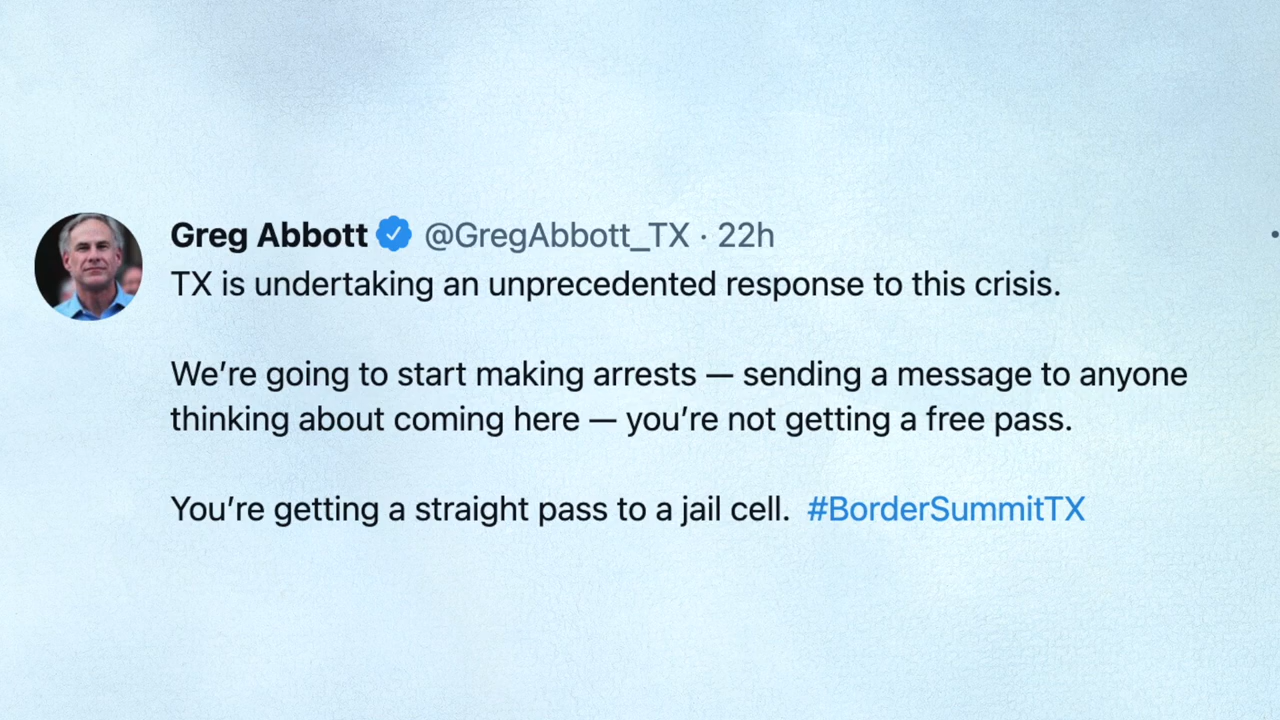 Greg Abbott @GregAbbott_TX · 22h
TX is undertaking an unprecedented response to this crisis.
We’re going to start making arrests — sending a message to anyone
thinking about coming here — you’re not getting a free pass.
You’re getting a straight pass to a jail cell. #BorderSummitTX